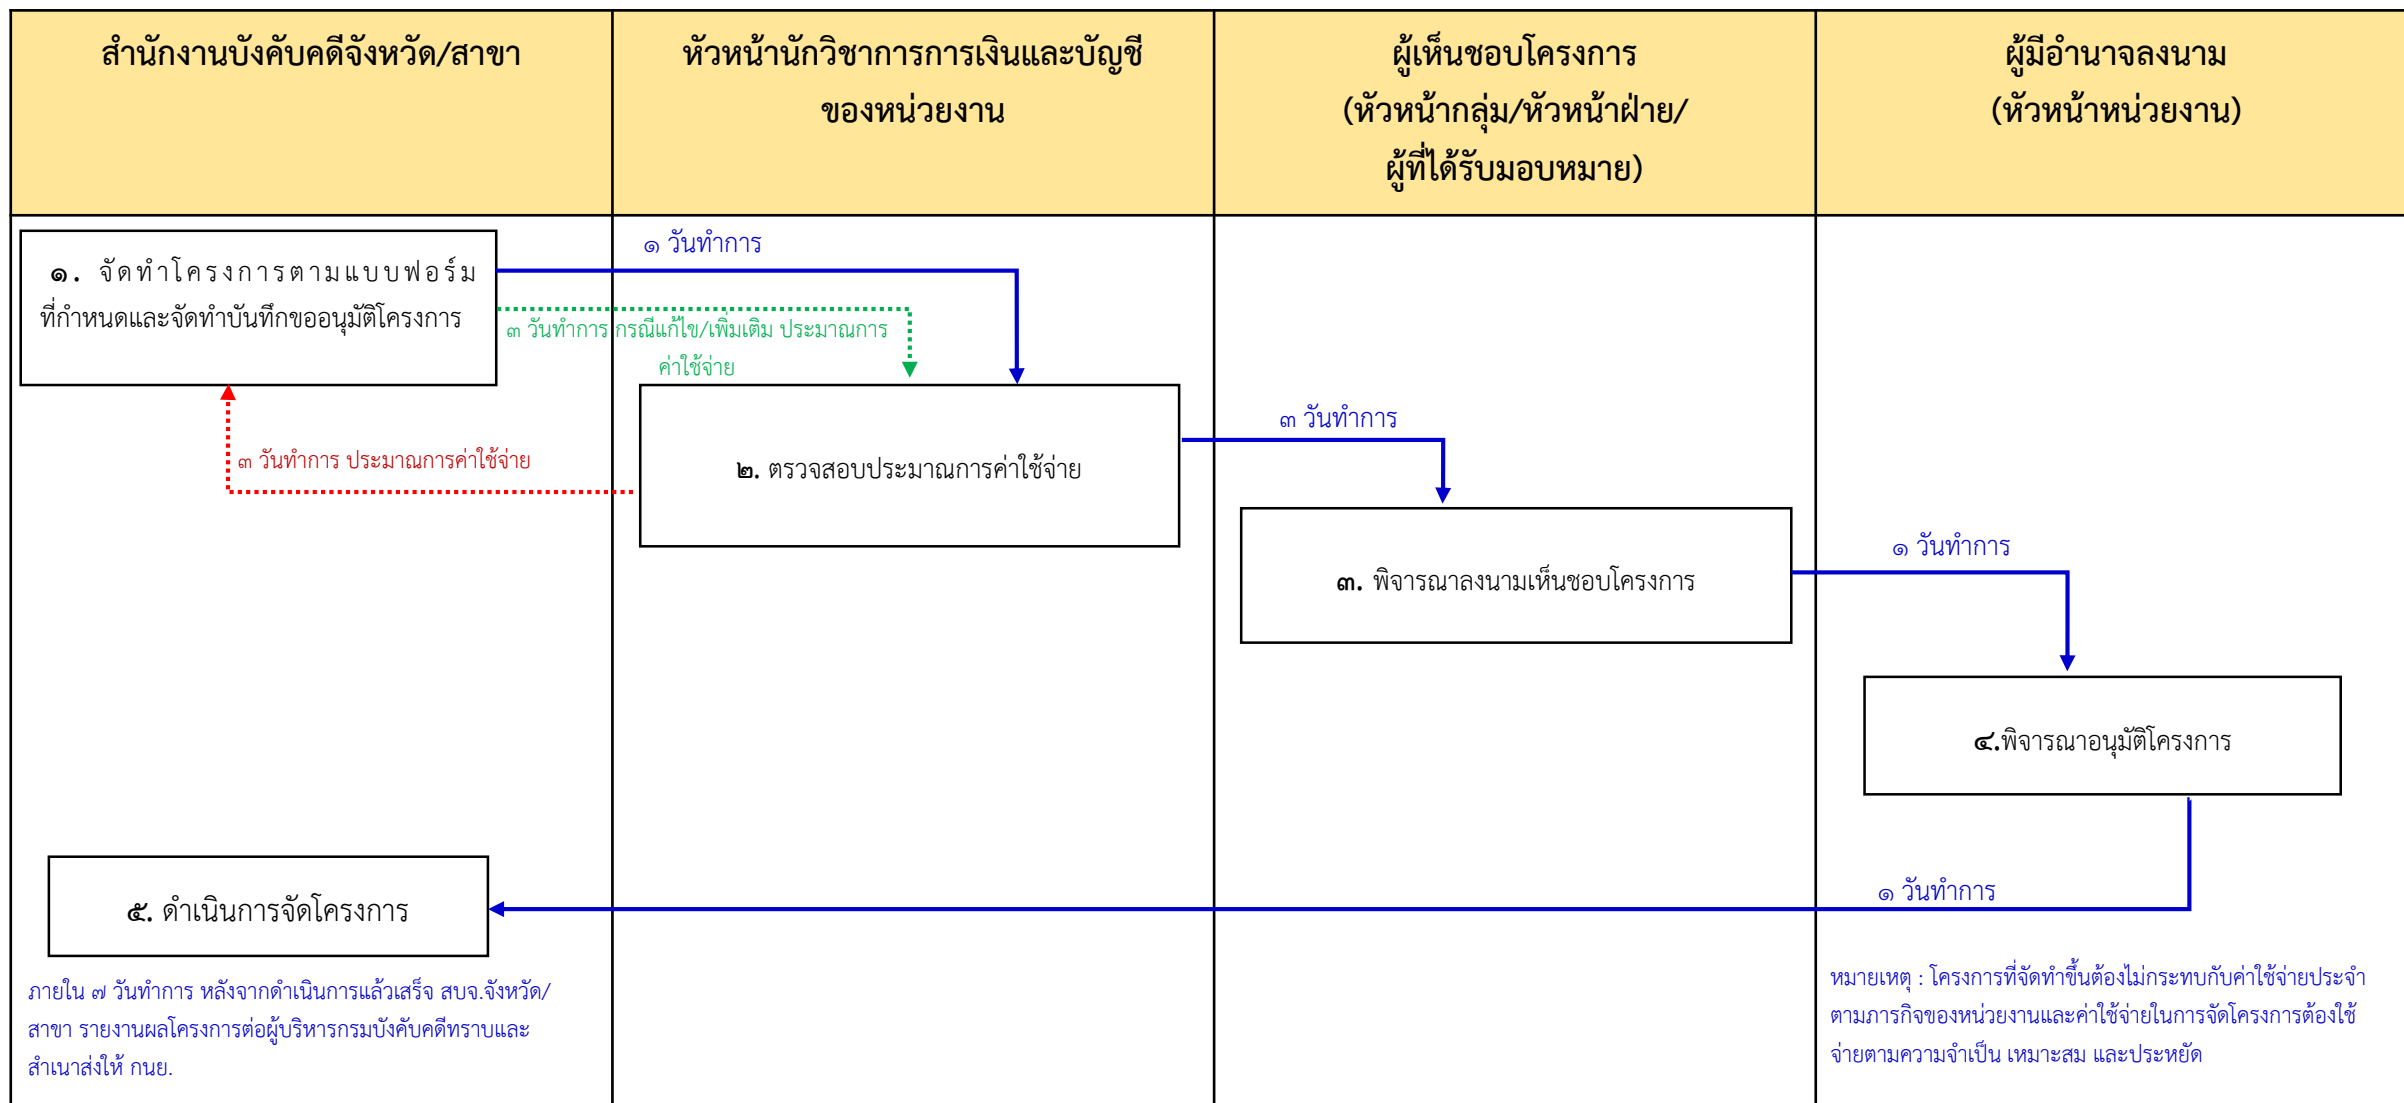 สำนักงานบังคับคดีจังหวัด/สาขา
หัวหน้านักวิชาการการเงินและบัญชี
ของหน่วยงาน
ผู้เห็นชอบโครงการ
(หัวหน้ากลุ่ม/หัวหน้าฝ่าย/
ผู้ที่ได้รับมอบหมาย)
ผู้มีอำนาจลงนาม
(หัวหน้าหน่วยงาน)
๑. จัดทำโครงการตามแบบฟอร์ม
ที่กำหนดและจัดทำบันทึกขออนุมัติโครงการ
๑ วันทำการ
๓ วันทำการ กรณีแก้ไข/เพิ่มเติม ประมาณการ
ค่าใช้จ่าย
๓ วันทำการ ประมาณการค่าใช้จ่าย
๒. ตรวจสอบประมาณการค่าใช้จ่าย
๓ วันทำการ
๓. พิจารณาลงนามเห็นชอบโครงการ
๑ วันทำการ
๔.พิจารณาอนุมัติโครงการ
๑ วันทำการ
๕. ดำเนินการจัดโครงการ
ภายใน ๗ วันทำการ หลังจากดำเนินการแล้วเสร็จ สบจ.จังหวัด/
สาขา รายงานผลโครงการต่อผู้บริหารกรมบังคับคดีทราบและ
สำเนาส่งให้ กนย.
หมายเหตุ : โครงการที่จัดทำขึ้นต้องไม่กระทบกับค่าใช้จ่ายประจำ
ตามภารกิจของหน่วยงานและค่าใช้จ่ายในการจัดโครงการต้องใช้
จ่ายตามความจำเป็น เหมาะสม และประหยัด